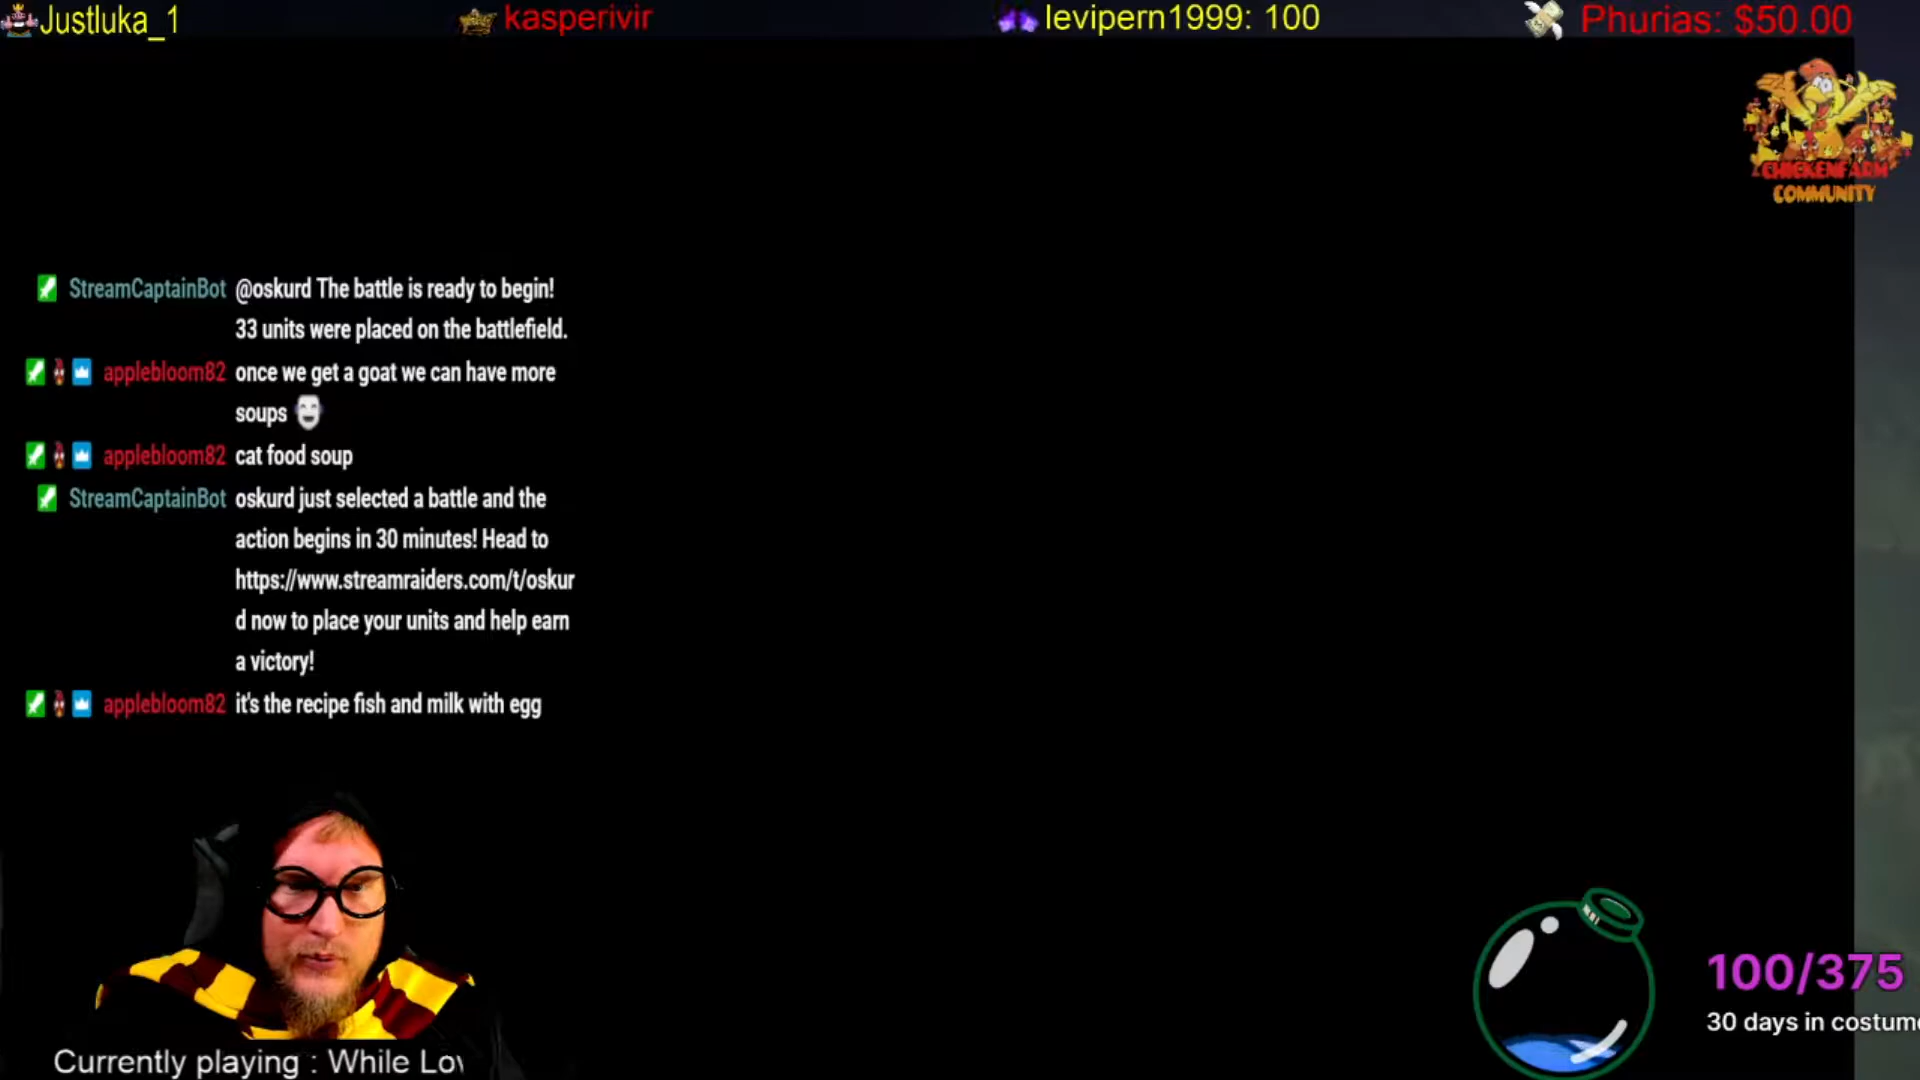 Justluka_1
kasperivir
levipern1999: 100
Phurias: $50.00
CHICKENFARM
COMMUNITY
StreamCaptainBot @oskurd The battle is ready to begin!
33 units were placed on the battlefield.
applebloom82 once we get a goat we can have more
soups
applebloom82 cat food soup
StreamCaptainBot oskurd just selected a battle and the
action begins in 30 minutes! Head to
https://www.streamraiders.com/t/oskur
d now to place your units and help earn
a victory!
applebloom82 it's the recipe fish and milk with egg
100/375
30 days in costume
Currently playing : While Lov